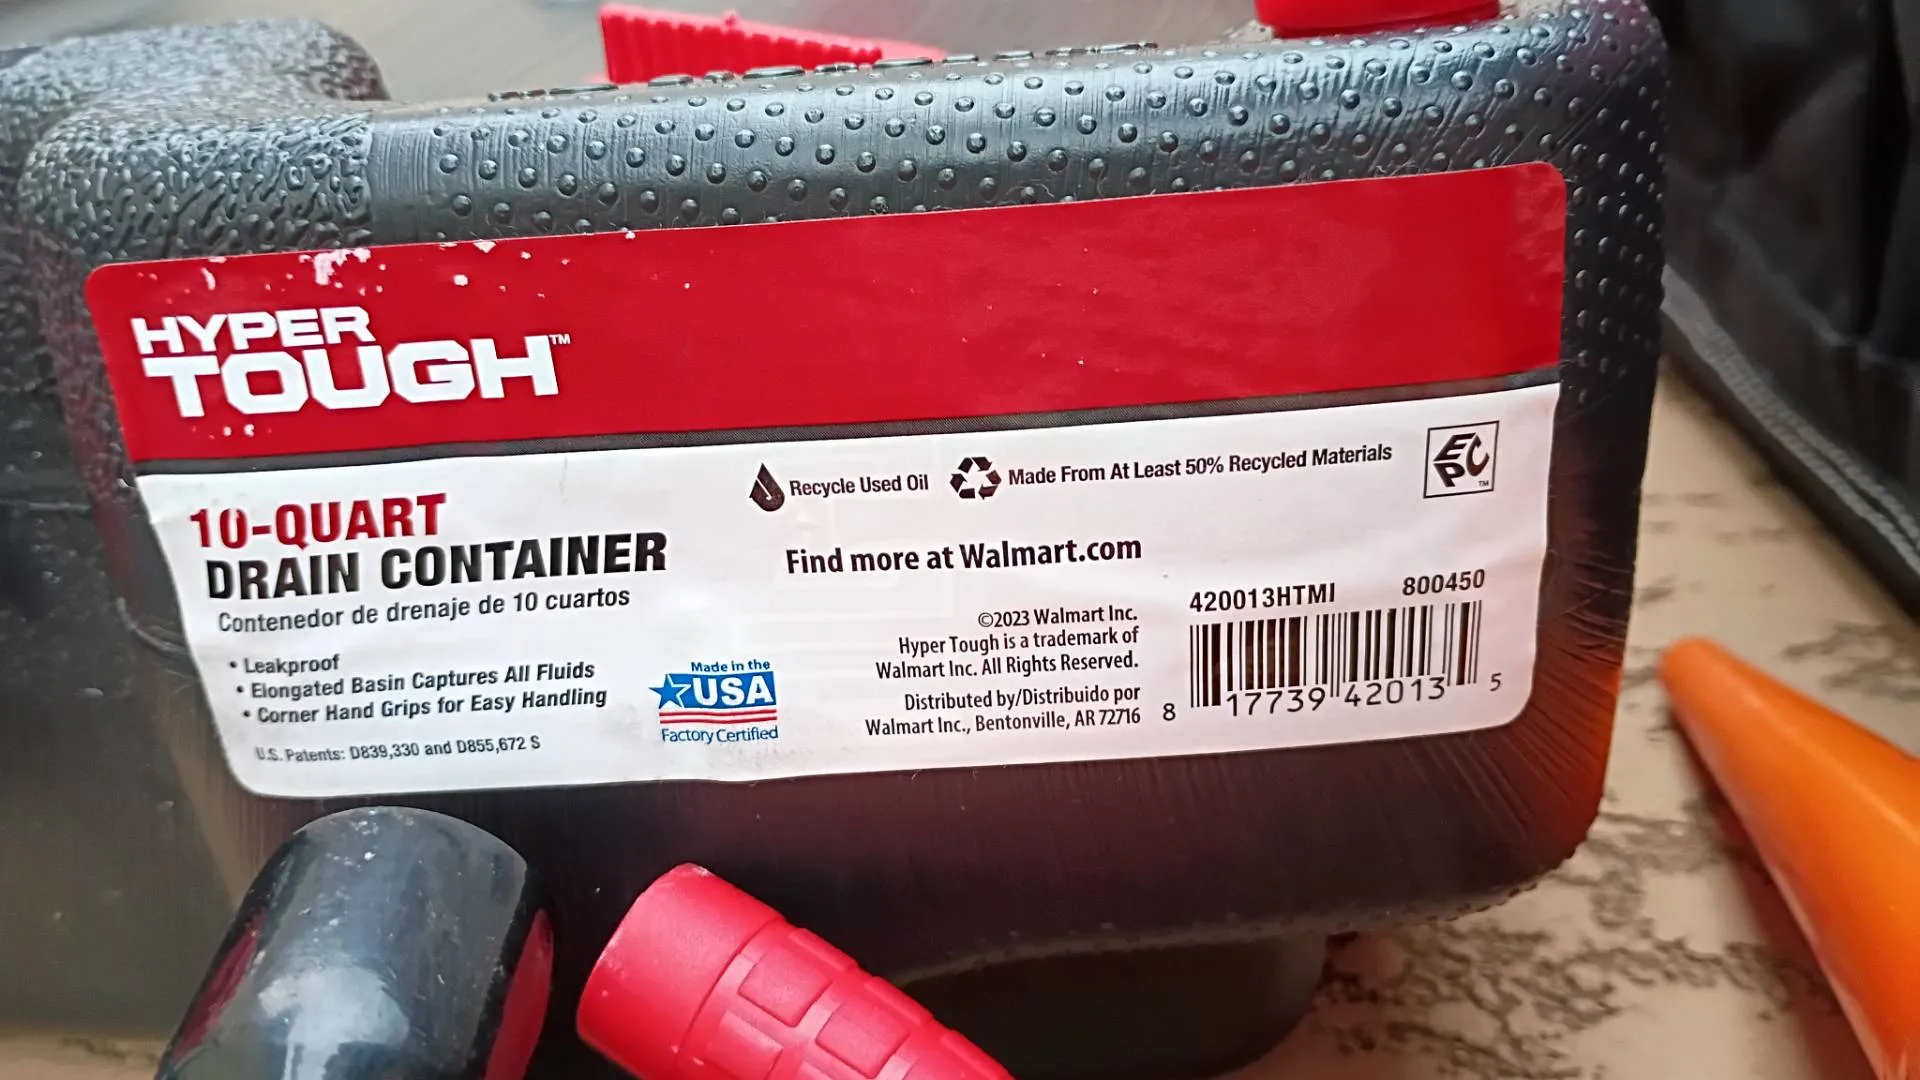 HYPER
TOUGH™
10-QUART
DRAIN CONTAINER
Contenedor de drenaje de 10 cuartos
• Leakproof
• Elongated Basin Captures All Fluids
• Corner Hand Grips for Easy Handling
U.S. Patents: D839,330 and D855,672 S
Made in the
USA
Factory Certified
Recycle Used Oil
Made From At Least 50% Recycled Materials
EPC™
Find more at Walmart.com
©2023 Walmart Inc.
Hyper Tough is a trademark of
Walmart Inc. All Rights Reserved.
Distributed by/Distribuido por
Walmart Inc., Bentonville, AR 72716
420013HTMI 800450
8 17739 42013 5